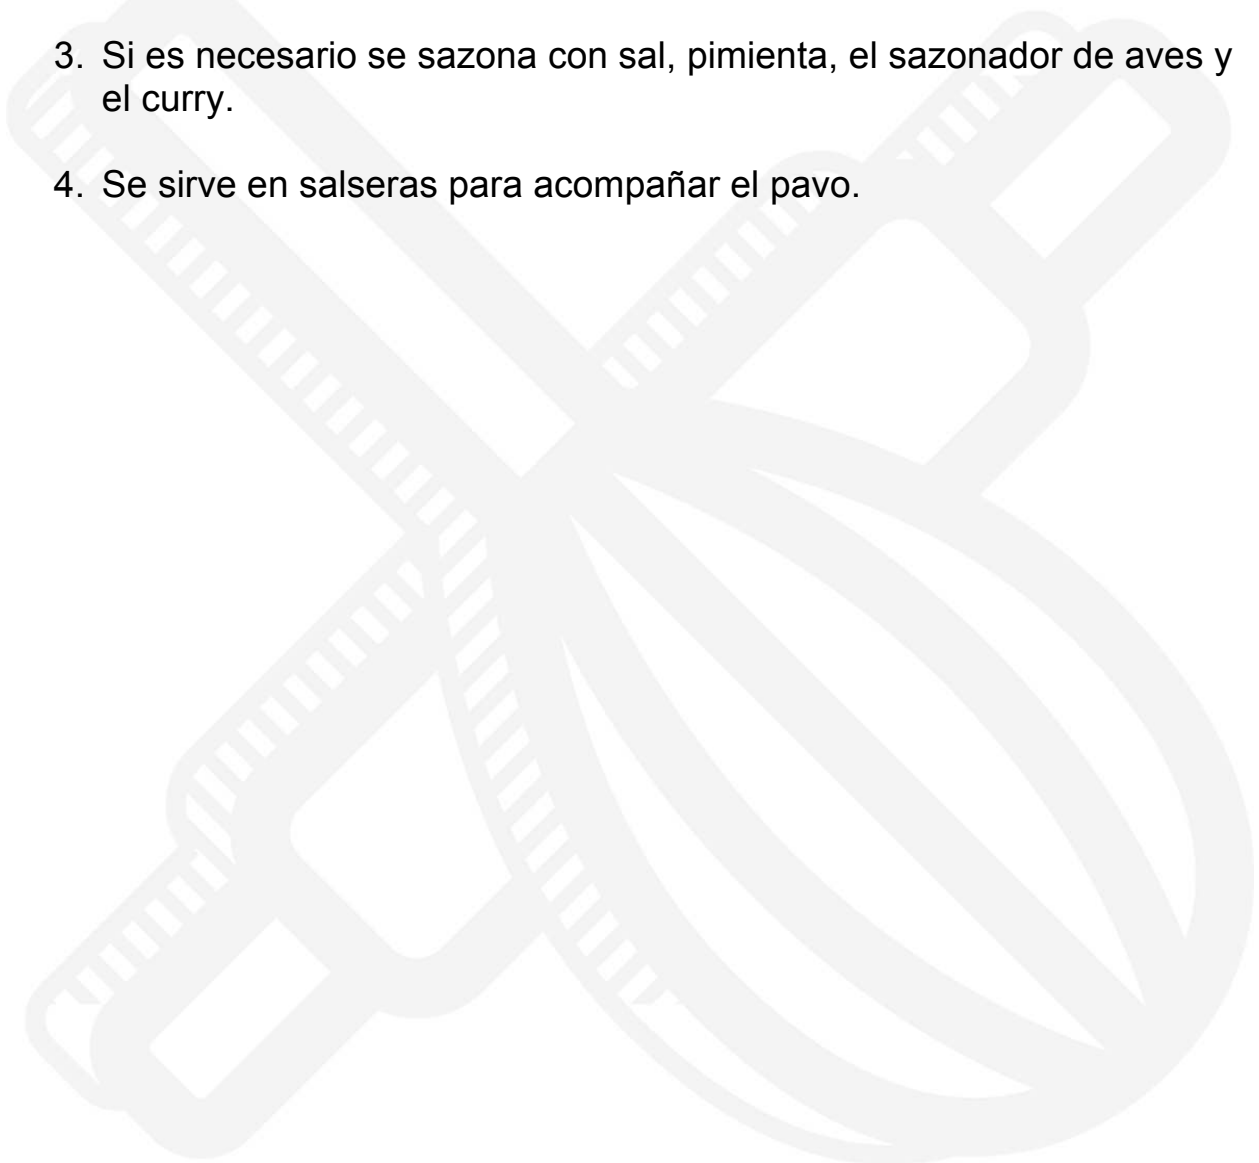 3. Si es necesario se sazona con sal, pimienta, el sazonador de aves y
el curry.
4. Se sirve en salseras para acompañar el pavo.